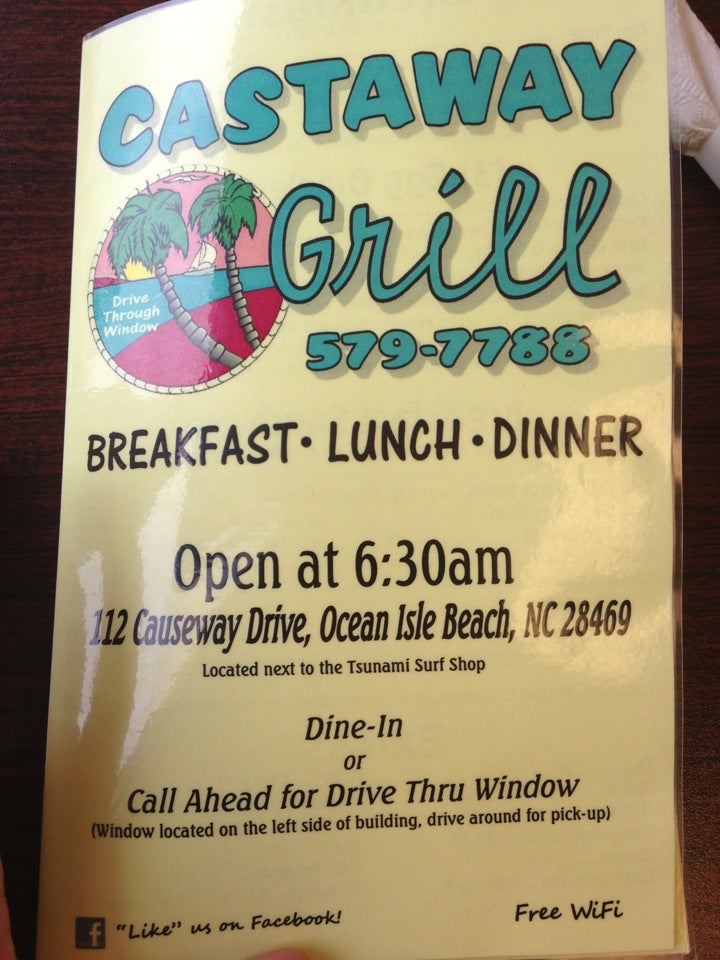 CASTAWAY
Grill
Drive
Through
Window
579-7788
BREAKFAST • LUNCH • DINNER
Open at 6:30am
112 Causeway Drive, Ocean Isle Beach, NC 28469
Located next to the Tsunami Surf Shop
Dine-In
or
Call Ahead for Drive Thru Window
(Window located on the left side of building, drive around for pick-up)
f "Like" us on Facebook!
Free WiFi